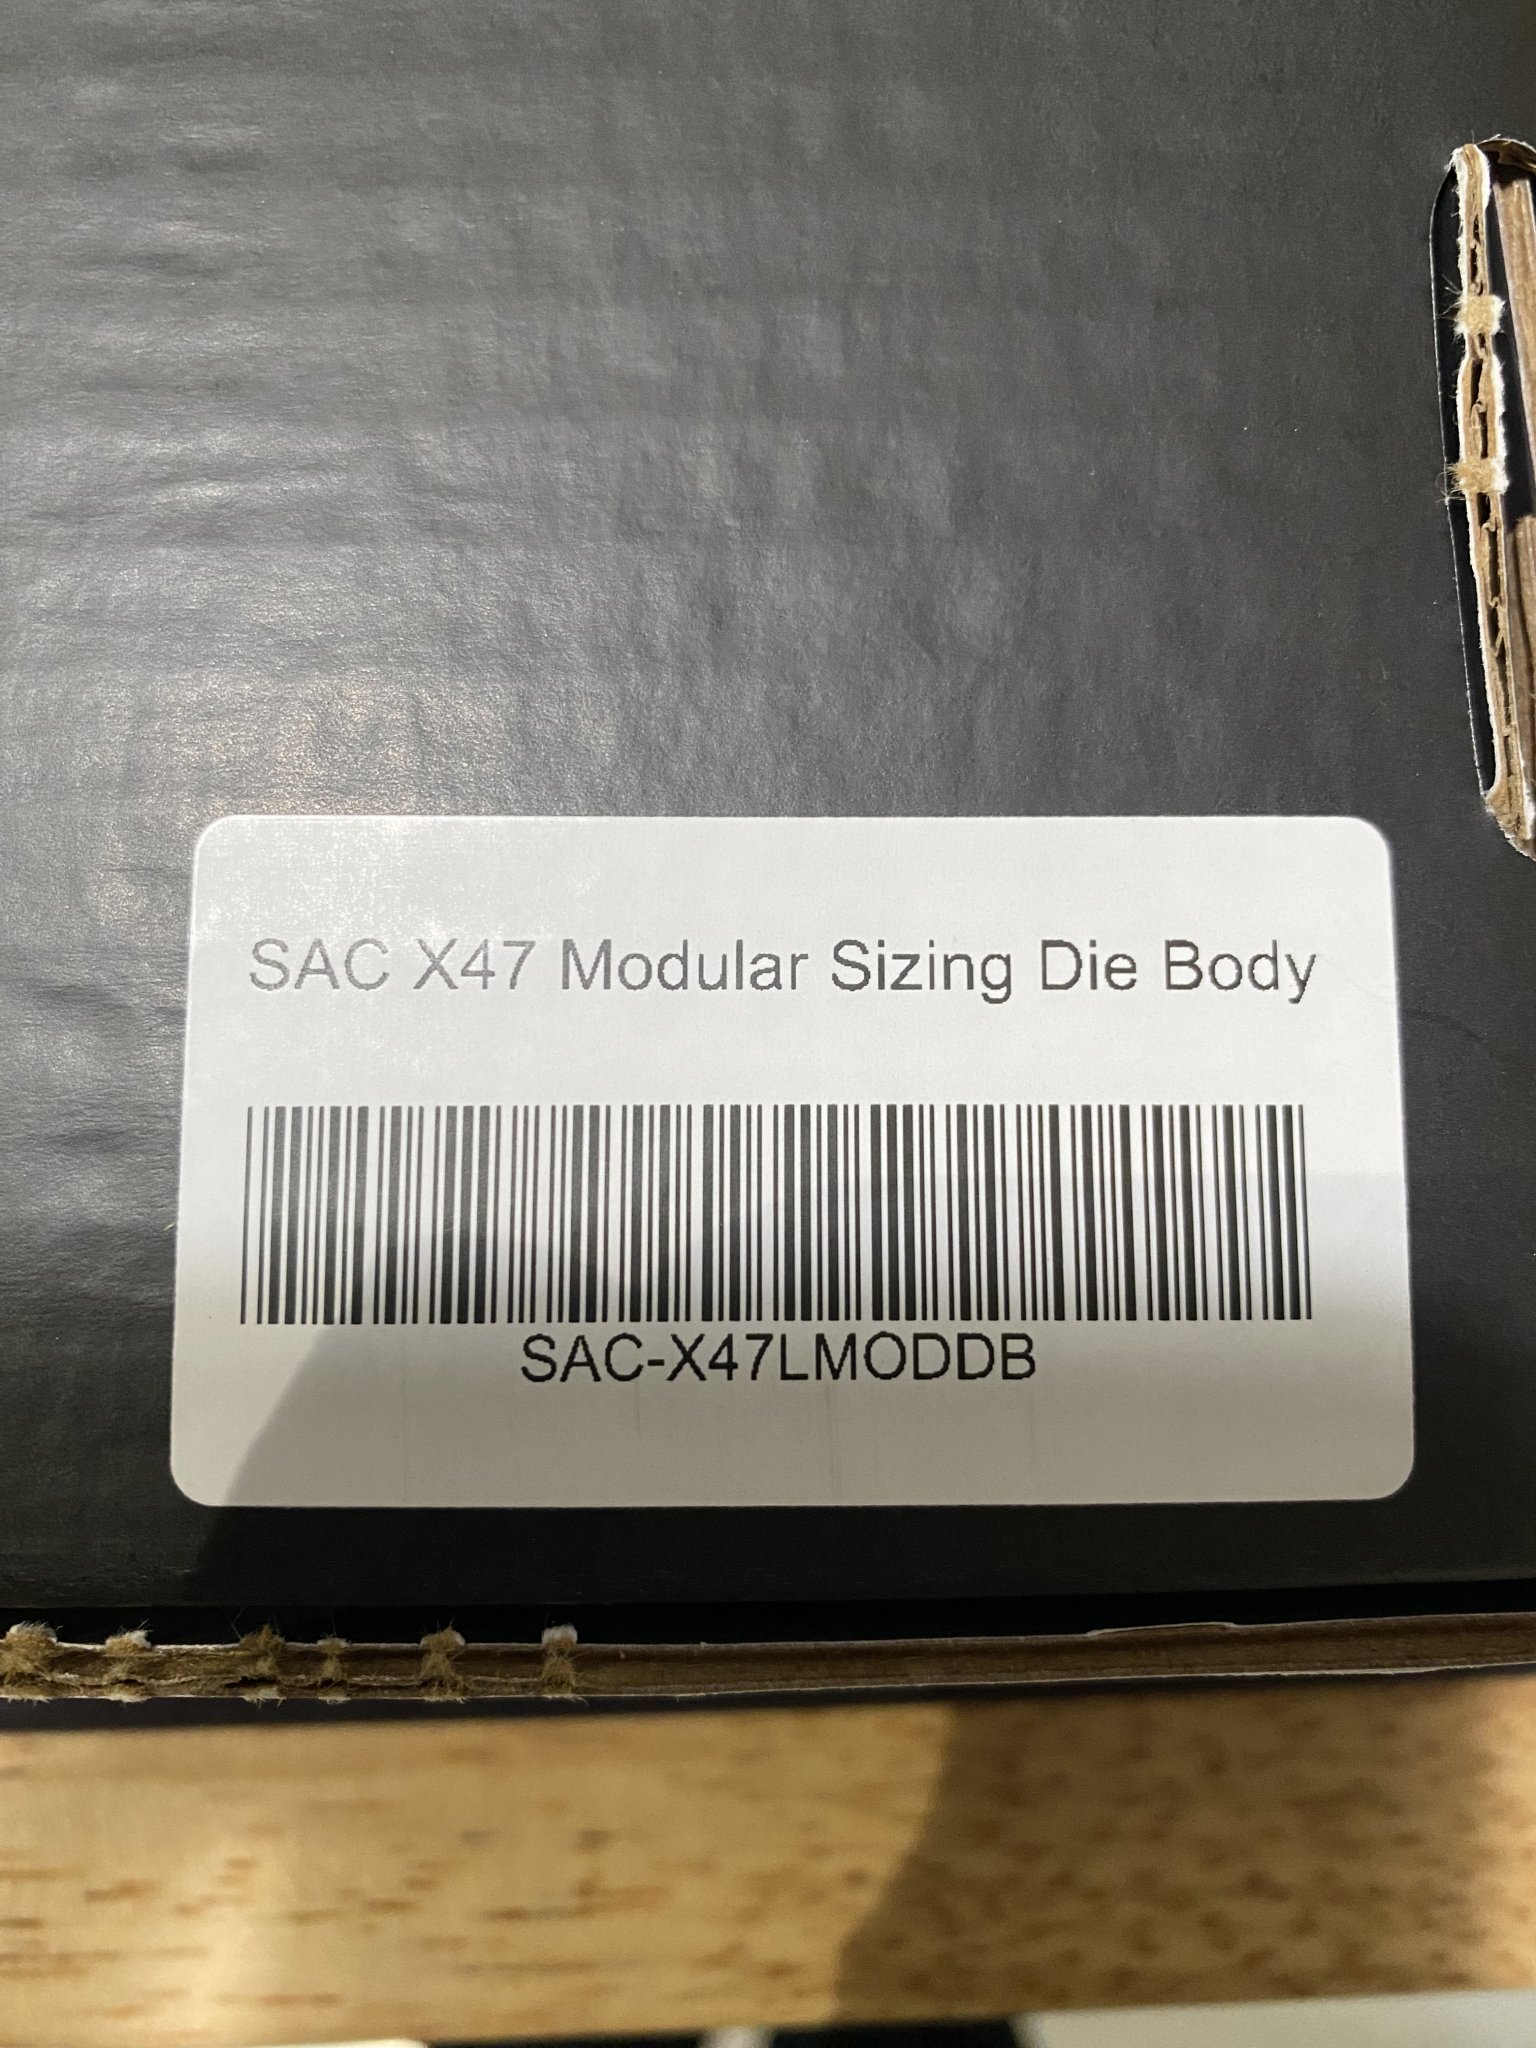 SAC X47 Modular Sizing Die Body
SAC-X47LMODDB